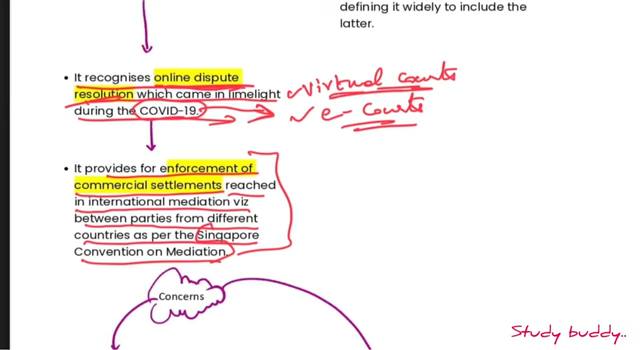 defining it widely to include the
latter.
• It recognises online dispute
resolution which came in limelight
during the COVID-19.
virtual courts
e-courts
• It provides for enforcement of
commercial settlements reached
in international mediation viz
between parties from different
countries as per the Singapore
Convention on Mediation.
Concerns
Study buddy..